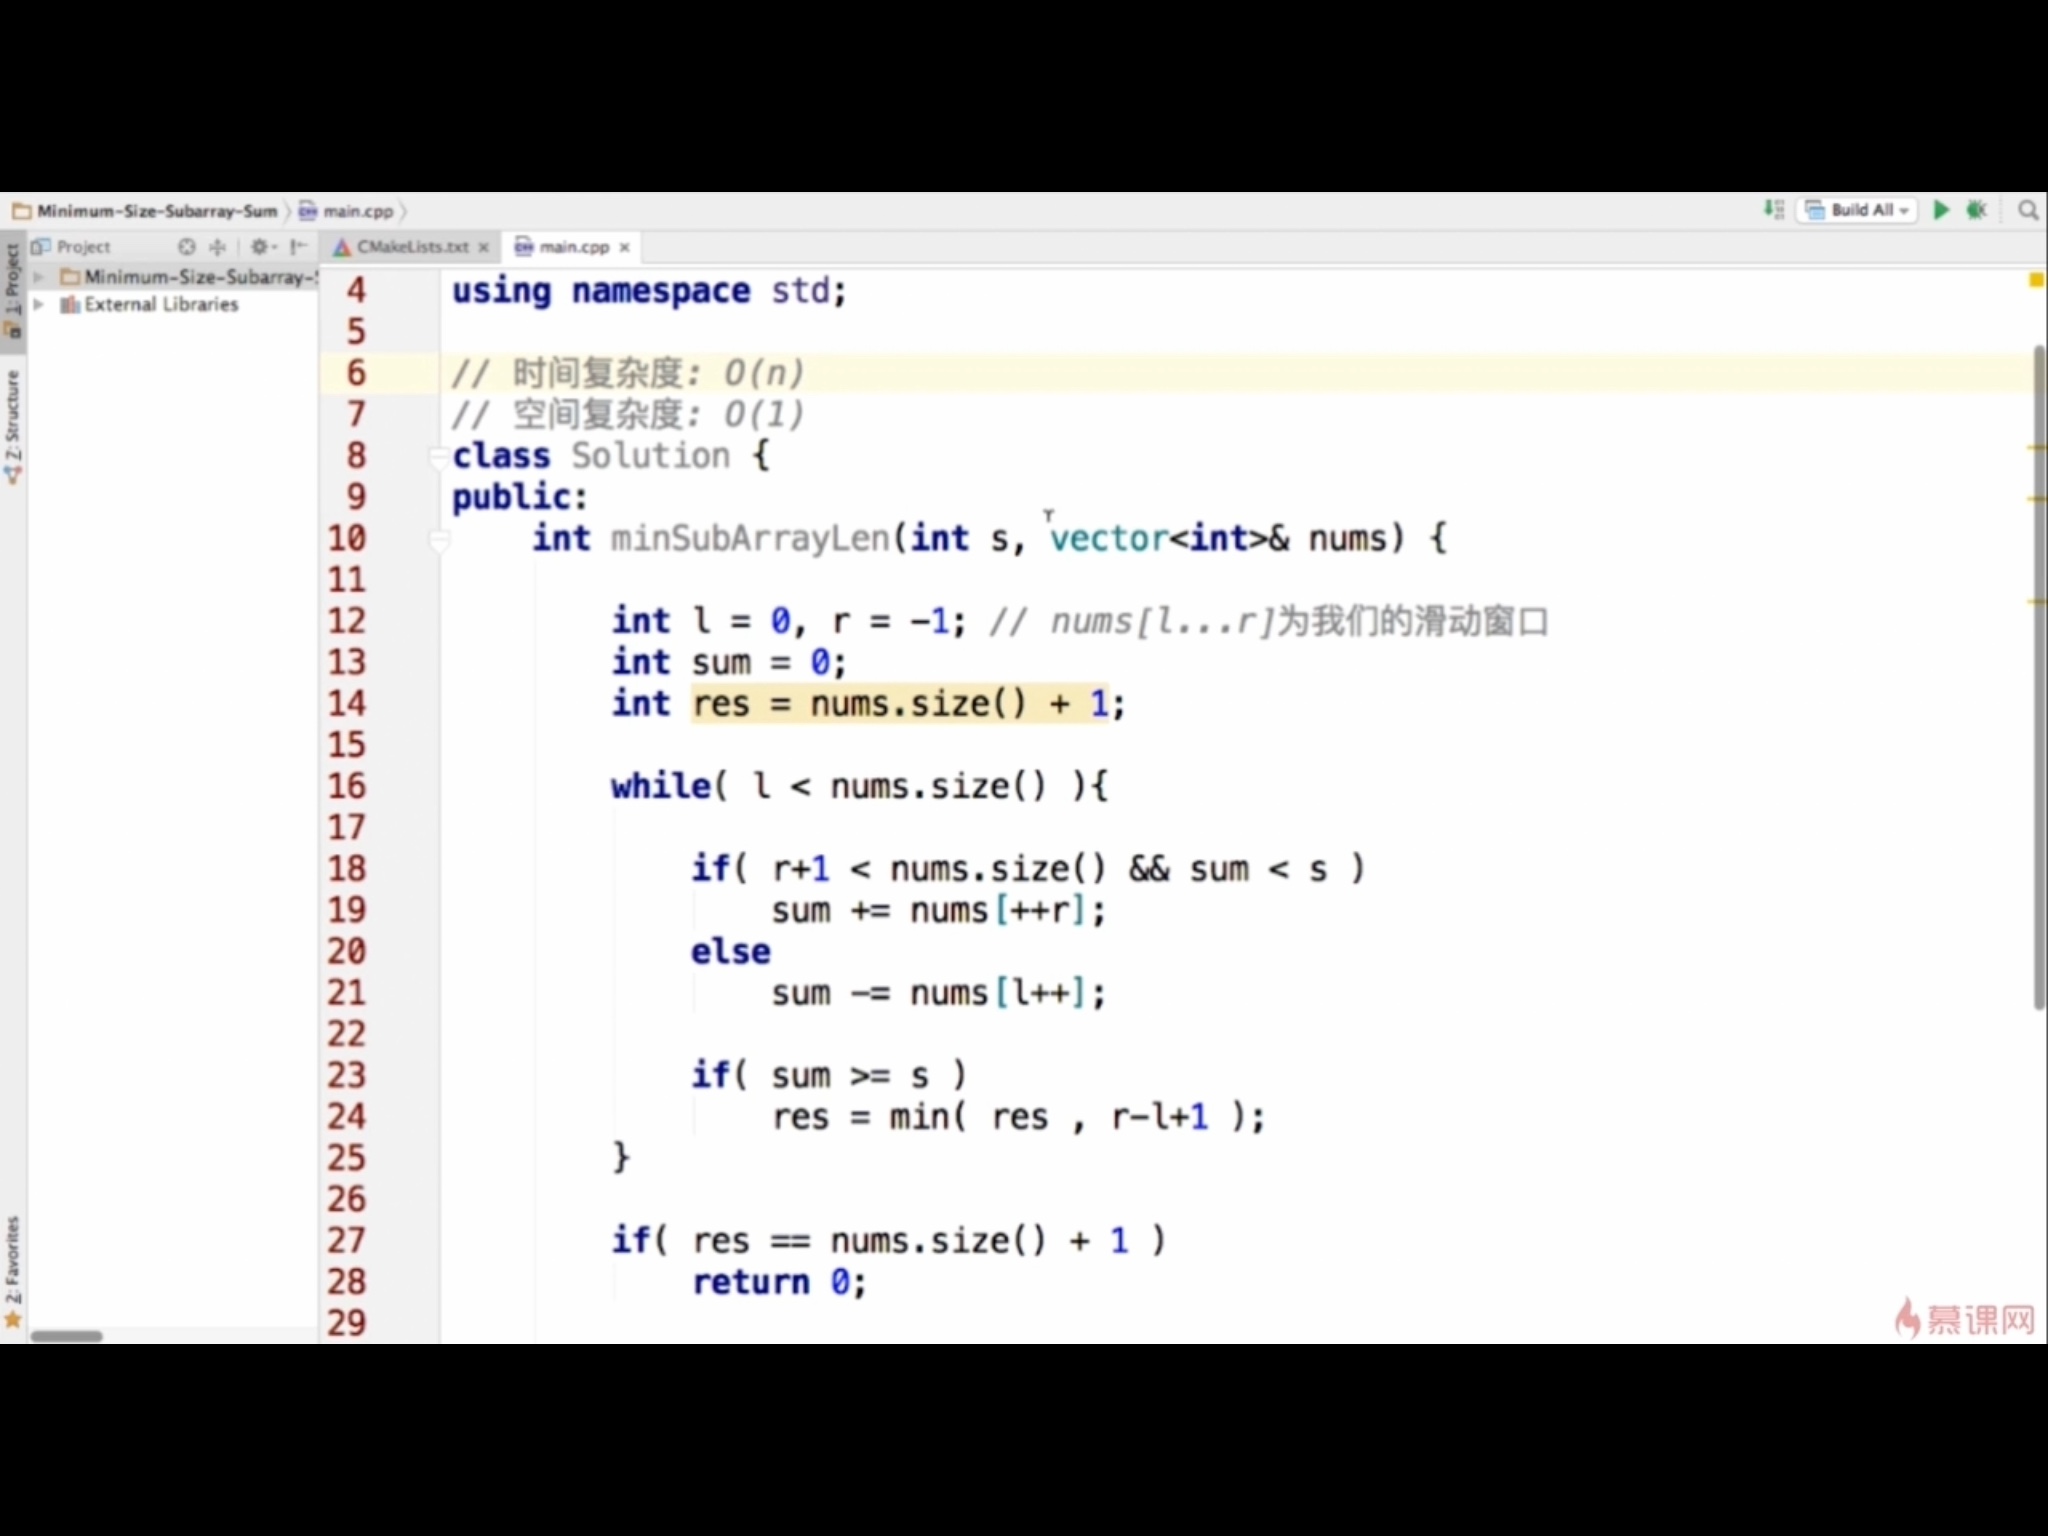 Minimum-Size-Subarray-Sum main.cpp
Build All
Project
CMakeLists.txt
main.cpp
1: Project
Minimum-Size-Subarray-
External Libraries
Z: Structure
2: Favorites
4 using namespace std;
5
6 // 时间复杂度: O(n)
7 // 空间复杂度: O(1)
8 class Solution {
9 public:
10 int minSubArrayLen(int s, vector<int>& nums) {
11
12 int l = 0, r = -1; // nums[l...r]为我们的滑动窗口
13 int sum = 0;
14 int res = nums.size() + 1;
15
16 while( l < nums.size() ){
17
18 if( r+1 < nums.size() && sum < s )
19 sum += nums[++r];
20 else
21 sum -= nums[l++];
22
23 if( sum >= s )
24 res = min( res , r-l+1 );
25 }
26
27 if( res == nums.size() + 1 )
28 return 0;
29
慕课网